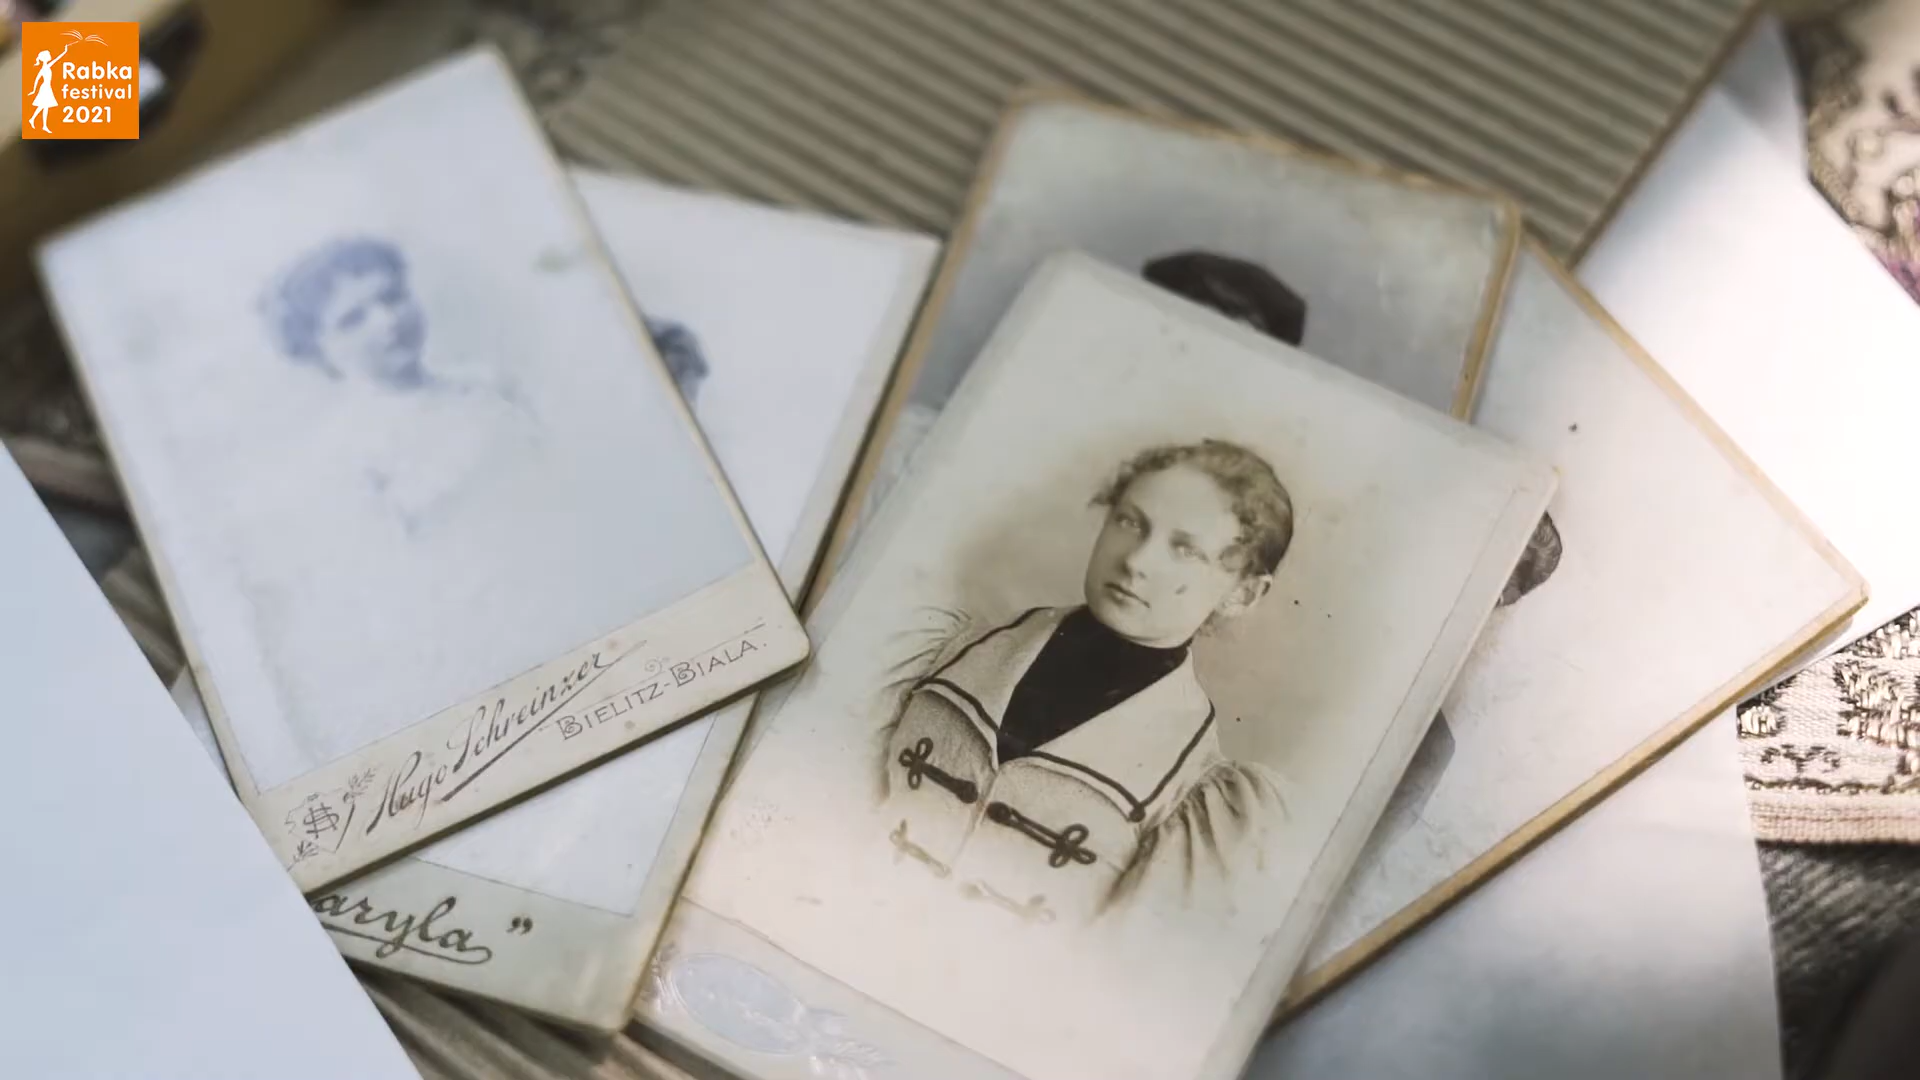 Rabka
festival
2021
Hugo Schreinzer
BIELITZ-BIALA.
aryla"